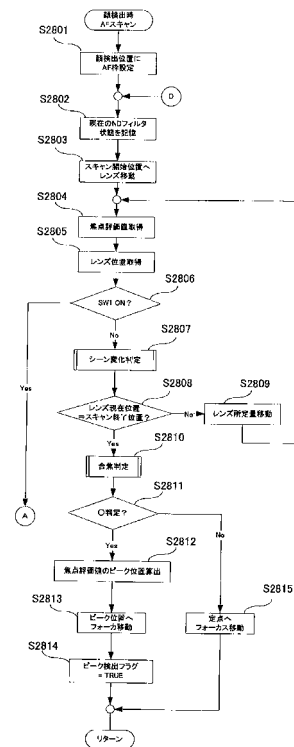 顔検出時
AFスキャン
S2801
顔検出位置に
AF枠設定
D
S2802
現在のNDフィルタ
状態を記憶
S2803
スキャン開始位置へ
レンズ移動
S2804
焦点評価値取得
S2805
レンズ位置取得
S2806
SW1 ON?
No
S2807
Yes
シーン変化判定
S2808
レンズ現在位置
=スキャン終了位置?
No
S2809
レンズ所定量移動
Yes
S2810
合焦判定
A
S2811
〇判定?
No
Yes
S2812
焦点評価値のピーク位置算出
S2813
ピーク位置へ
フォーカス移動
S2815
定点へ
フォーカス移動
S2814
ピーク検出フラグ
= TRUE
リターン